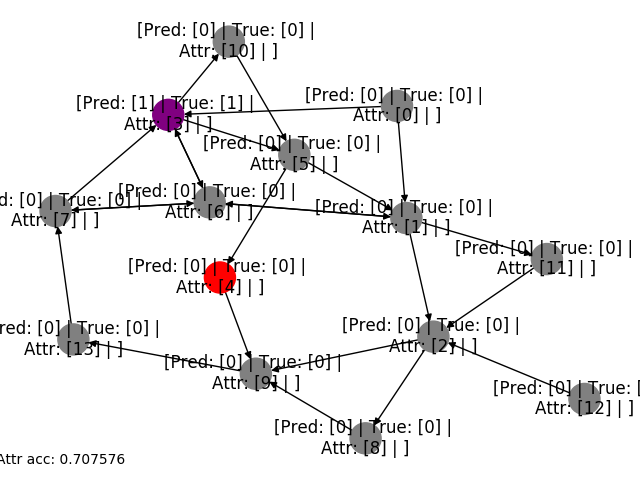 [Pred: [0] | True: [0] |
Attr: [10] | ]
[Pred: [0] | True: [0] |
Attr: [0] | ]
[Pred: [1] | True: [1] |
Attr: [3] | ]
[Pred: [0] | True: [0] |
Attr: [5] | ]
d: [0] | True: [0] |
Attr: [7] | ]
[Pred: [0] | True: [0] |
Attr: [6] | ]
[Pred: [0] | True: [0] |
Attr: [1] | ]
[Pred: [0] | True: [0] |
Attr: [11] | ]
[Pred: [0] | True: [0] |
Attr: [4] | ]
red: [0] | True: [0] |
Attr: [13] | ]
[Pred: [0] | True: [0] |
Attr: [2] | ]
[Pred: [0] | True: [0] |
Attr: [9] | ]
[Pred: [0] | True: [
Attr: [12] | ]
[Pred: [0] | True: [0] |
Attr: [8] | ]
Attr acc: 0.707576